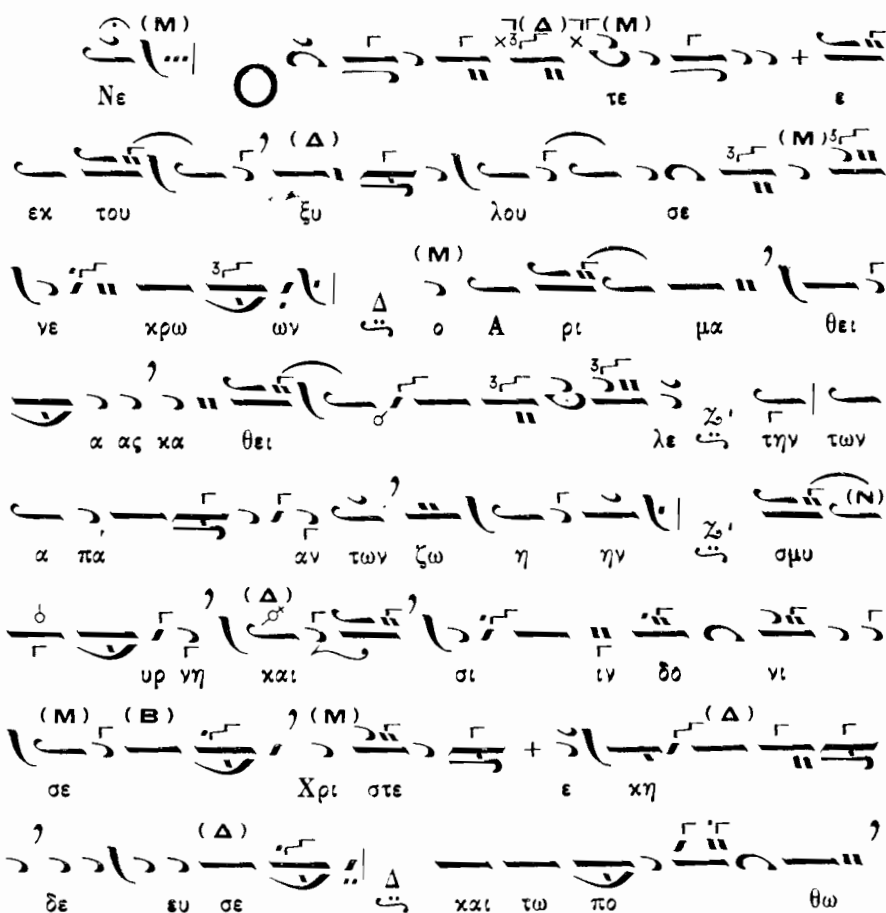 (Μ) (Δ) (Μ)
Νε Ο τε ε
(Δ) (Μ)
εκ του ξυ λου σε
(Μ)
νε κρω ων Δ ο Α ρι μα θει
α ας κα θει λε Ζ' την των
(Ν)
α πα αν των ζω η ην Ζ' σμυ
(Δ)
υρ νη και σι ιν δο νι
(Μ) (Β) (Μ) (Δ)
σε Χρι στε ε κη
(Δ)
δε ευ σε Δ και τω πο θω